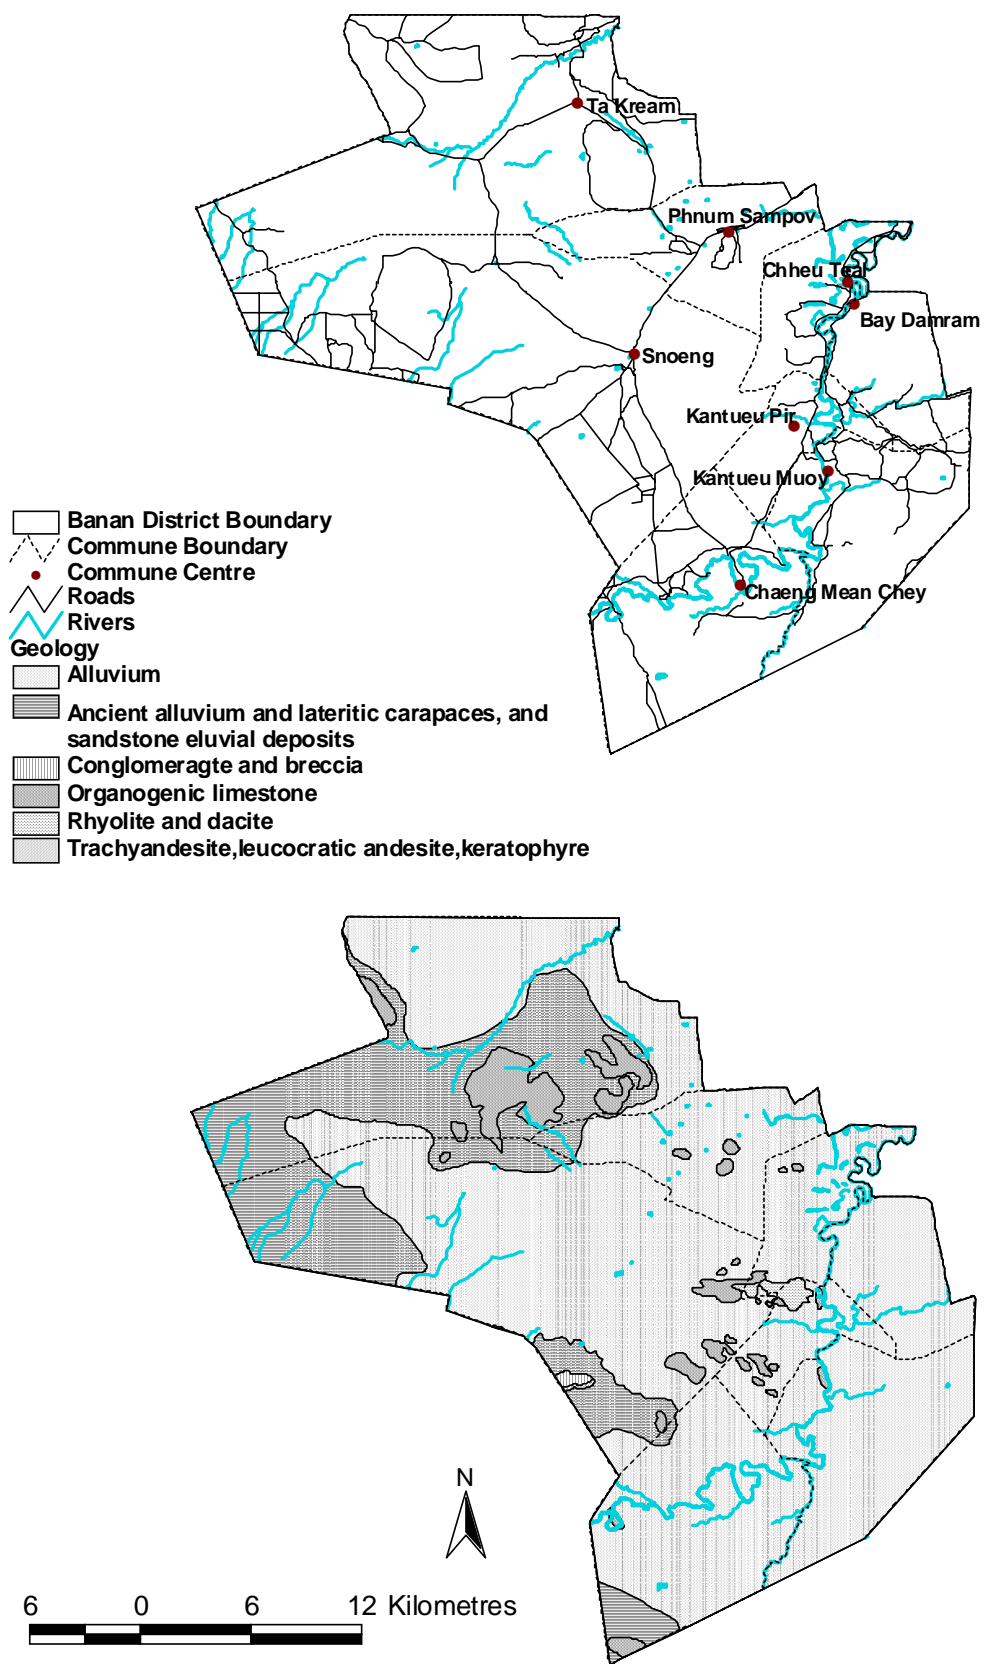 Ta Kream
Phnum Sampov
Chheu Teal
Bay Damram
Snoeng
Kantueu Pir
Kantueu Muoy
Chaeng Mean Chey
Banan District Boundary
Commune Boundary
Commune Centre
Roads
Rivers
Geology
Alluvium
Ancient alluvium and lateritic carapaces, and
sandstone eluvial deposits
Conglomeragte and breccia
Organogenic limestone
Rhyolite and dacite
Trachyandesite,leucocratic andesite,keratophyre
N
6 0 6 12 Kilometres